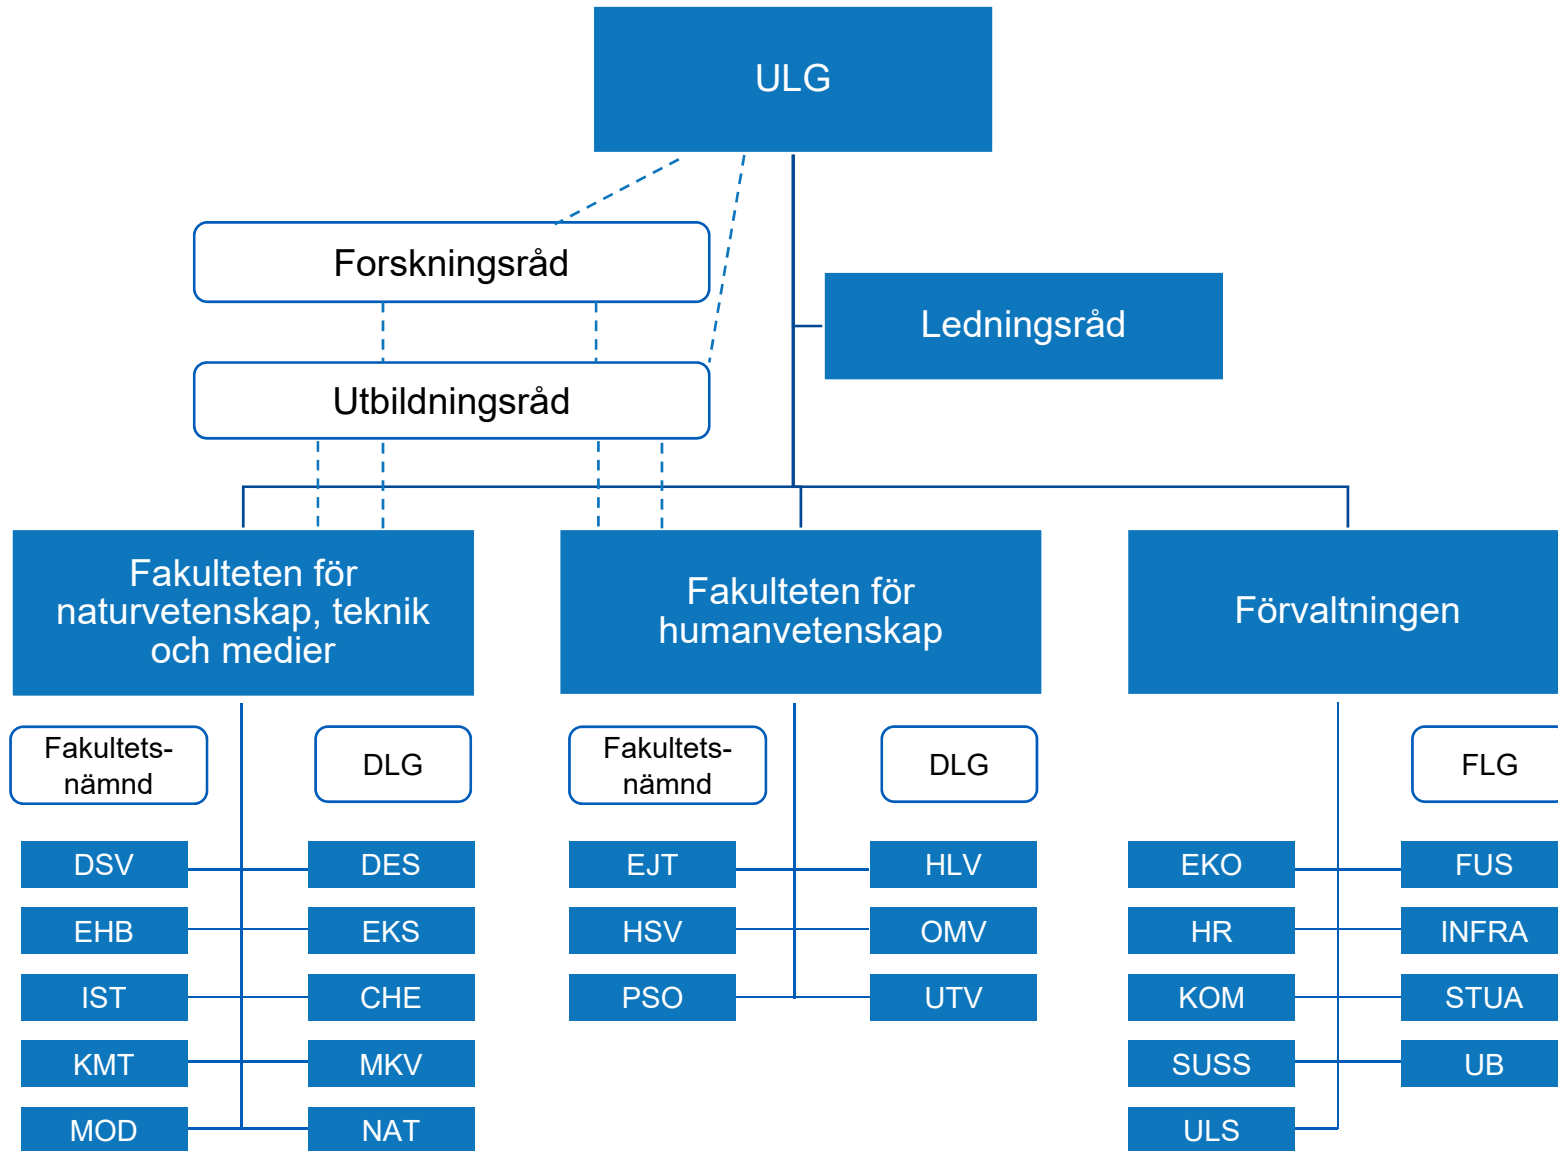 ULG
Forskningsråd
Ledningsråd
Utbildningsråd
Fakulteten för
naturvetenskap, teknik
och medier
Fakulteten för
humanvetenskap
Förvaltningen
Fakultets-
nämnd
DLG
Fakultets-
nämnd
DLG
FLG
DSV
DES
EJT
HLV
EKO
FUS
EHB
EKS
HSV
OMV
HR
INFRA
IST
CHE
PSO
UTV
KOM
STUA
KMT
MKV
SUSS
UB
MOD
NAT
ULS